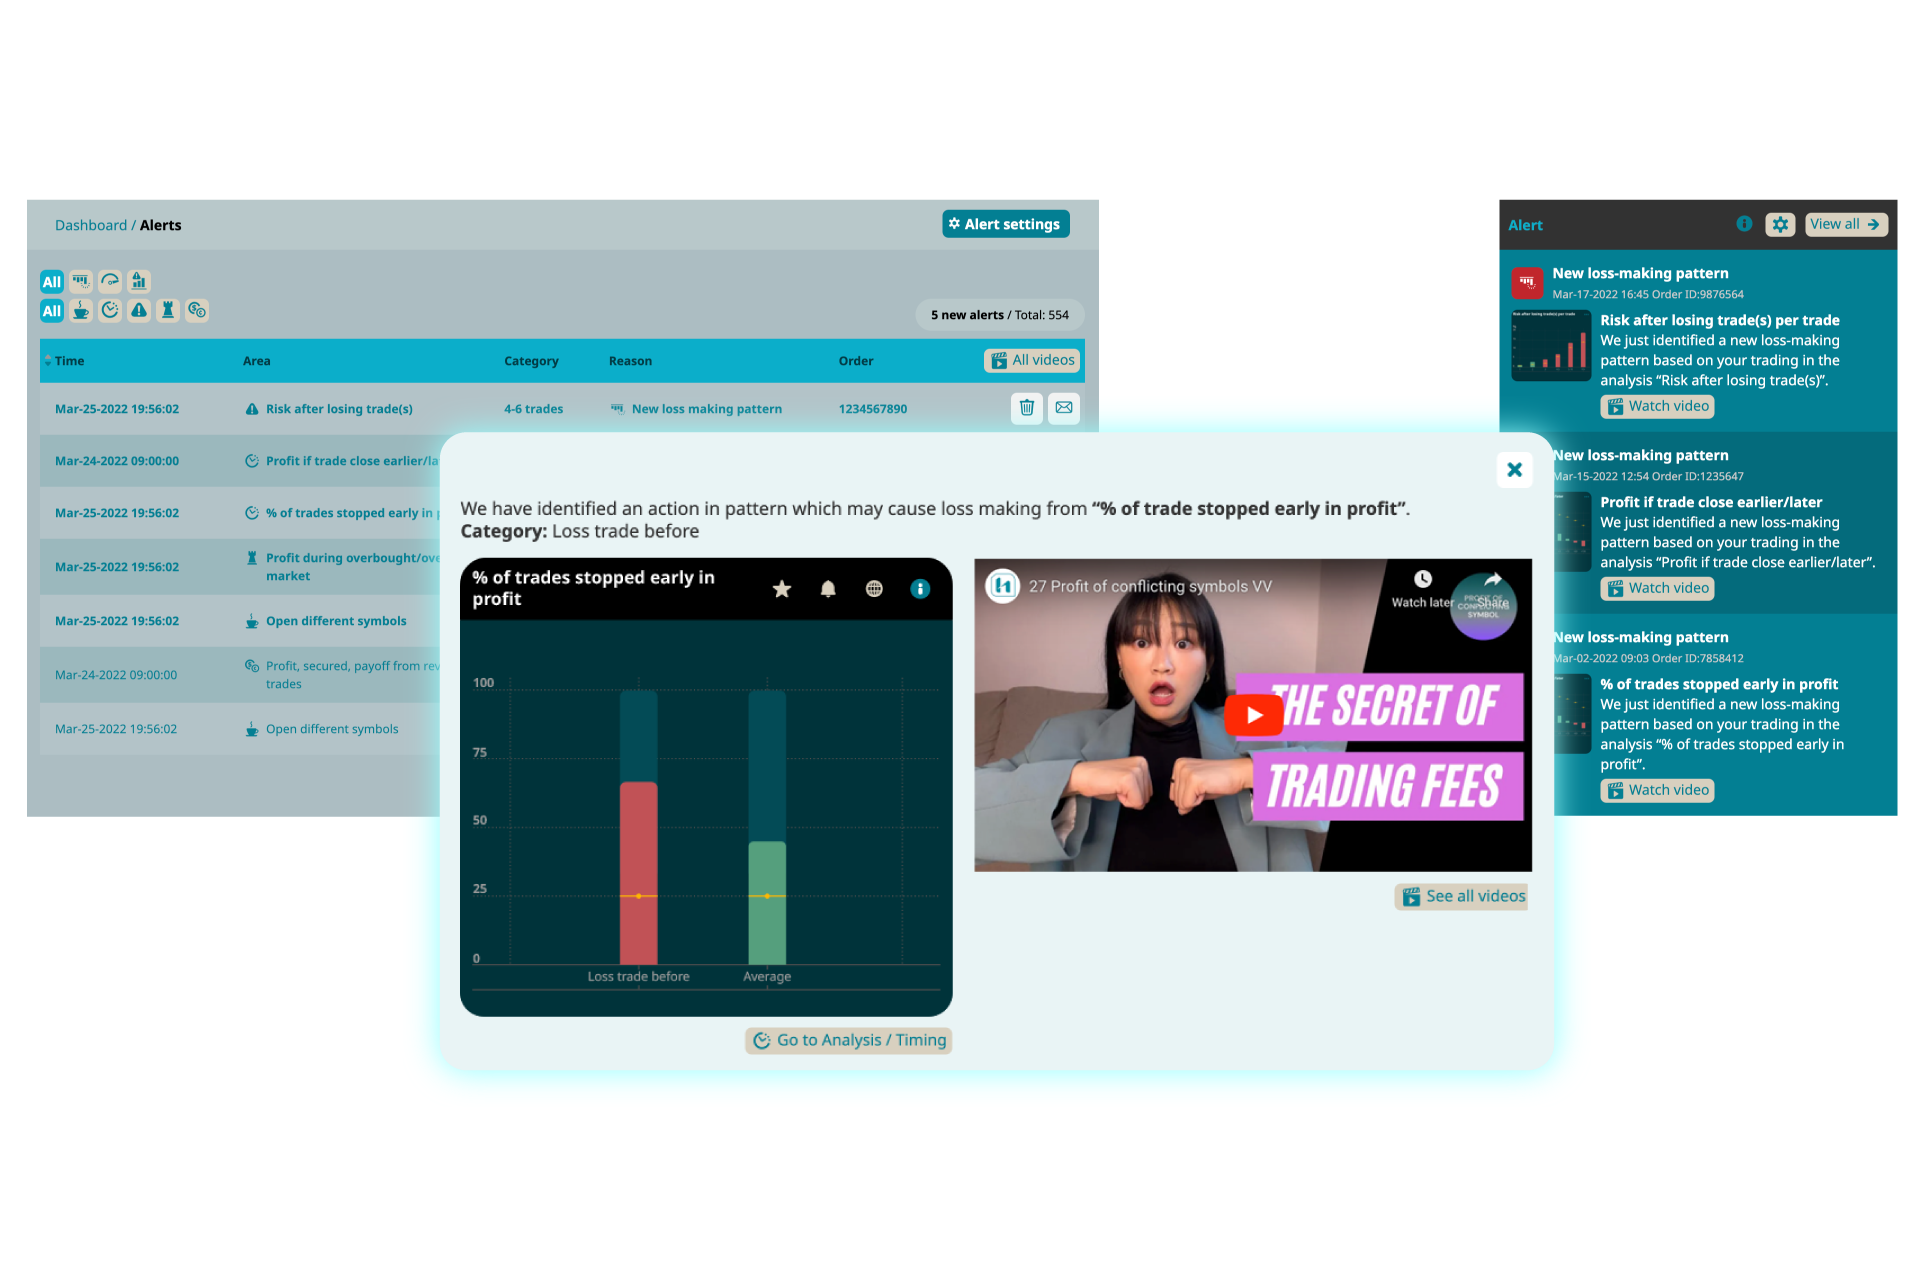 Dashboard / Alerts
Alert settings
All
All
5 new alerts / Total: 554
Time Area Category Reason Order All videos
Mar-25-2022 19:56:02 Risk after losing trade(s) 4-6 trades New loss making pattern 1234567890
Mar-24-2022 09:00:00 Profit if trade close earlier/la
Mar-25-2022 19:56:02 % of trades stopped early in p
Mar-25-2022 19:56:02 Profit during overbought/ove
market
Mar-25-2022 19:56:02 Open different symbols
Mar-24-2022 09:00:00 Profit, secured, payoff from rev
trades
Mar-25-2022 19:56:02 Open different symbols
We have identified an action in pattern which may cause loss making from “% of trade stopped early in profit”.
Category: Loss trade before
% of trades stopped early in
profit
100
75
50
25
0
Loss trade before Average
Go to Analysis / Timing
27 Profit of conflicting symbols VV
Watch later Share
PROFIT OF
CONFLICTING
SYMBOL
THE SECRET OF
TRADING FEES
See all videos
Alert View all
New loss-making pattern
Mar-17-2022 16:45 Order ID:9876564
Risk after losing trade(s) per trade
Risk after losing trade(s) per trade
We just identified a new loss-making
pattern based on your trading in the
analysis “Risk after losing trade(s)”.
Watch video
New loss-making pattern
Mar-15-2022 12:54 Order ID:1235647
Profit if trade close earlier/later
We just identified a new loss-making
pattern based on your trading in the
analysis “Profit if trade close earlier/later”.
Watch video
New loss-making pattern
Mar-02-2022 09:03 Order ID:7858412
% of trades stopped early in profit
We just identified a new loss-making
pattern based on your trading in the
analysis “% of trades stopped early in
profit”.
Watch video